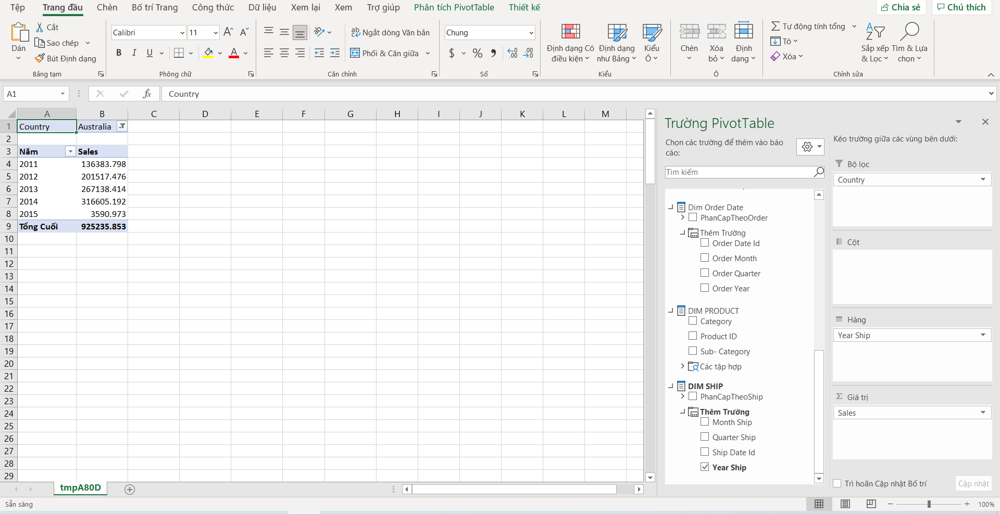 Tệp Trang đầu Chèn Bố trí Trang Công thức Dữ liệu Xem lại Xem Trợ giúp Phân tích PivotTable Thiết kế Chia sẻ Chú thích
Dán
Cắt
Sao chép
Bút Định dạng
Bảng tạm
Calibri 11
B I U
Phông chữ
Ngắt dòng Văn bản
Phối & Căn giữa
Căn chỉnh
Chung
$ %
Số
Định dạng Có điều kiện
Định dạng như Bảng
Kiểu Ô
Kiểu
Chèn
Xóa bỏ
Định dạng
Ô
Tự động tính tổng
Tô
Xóa
Sắp xếp & Lọc
Tìm & Lựa chọn
Chỉnh sửa
A1 fx Country
A B C D E F G H I J K L M
1 Country Australia
2
3 Năm Sales
4 2011 136383.798
5 2012 201517.476
6 2013 267138.414
7 2014 316605.192
8 2015 3590.973
9 Tổng Cuối 925235.853
10
11
12
13
14
15
16
17
18
19
20
21
22
23
24
25
26
27
28
29
tmpA80D
Sẵn sàng
Trường PivotTable
Chọn các trường để thêm vào báo
cáo:
Tìm kiếm
Dim Order Date
PhanCapTheoOrder
Thêm Trường
Order Date Id
Order Month
Order Quarter
Order Year
DIM PRODUCT
Category
Product ID
Sub- Category
Các tập hợp
DIM SHIP
PhanCapTheoShip
Thêm Trường
Month Ship
Quarter Ship
Ship Date Id
Year Ship
Kéo trường giữa các vùng bên dưới:
Bộ lọc
Country
Cột
Hàng
Year Ship
Giá trị
Sales
Trì hoãn Cập nhật Bố trí
Cập nhật
100%